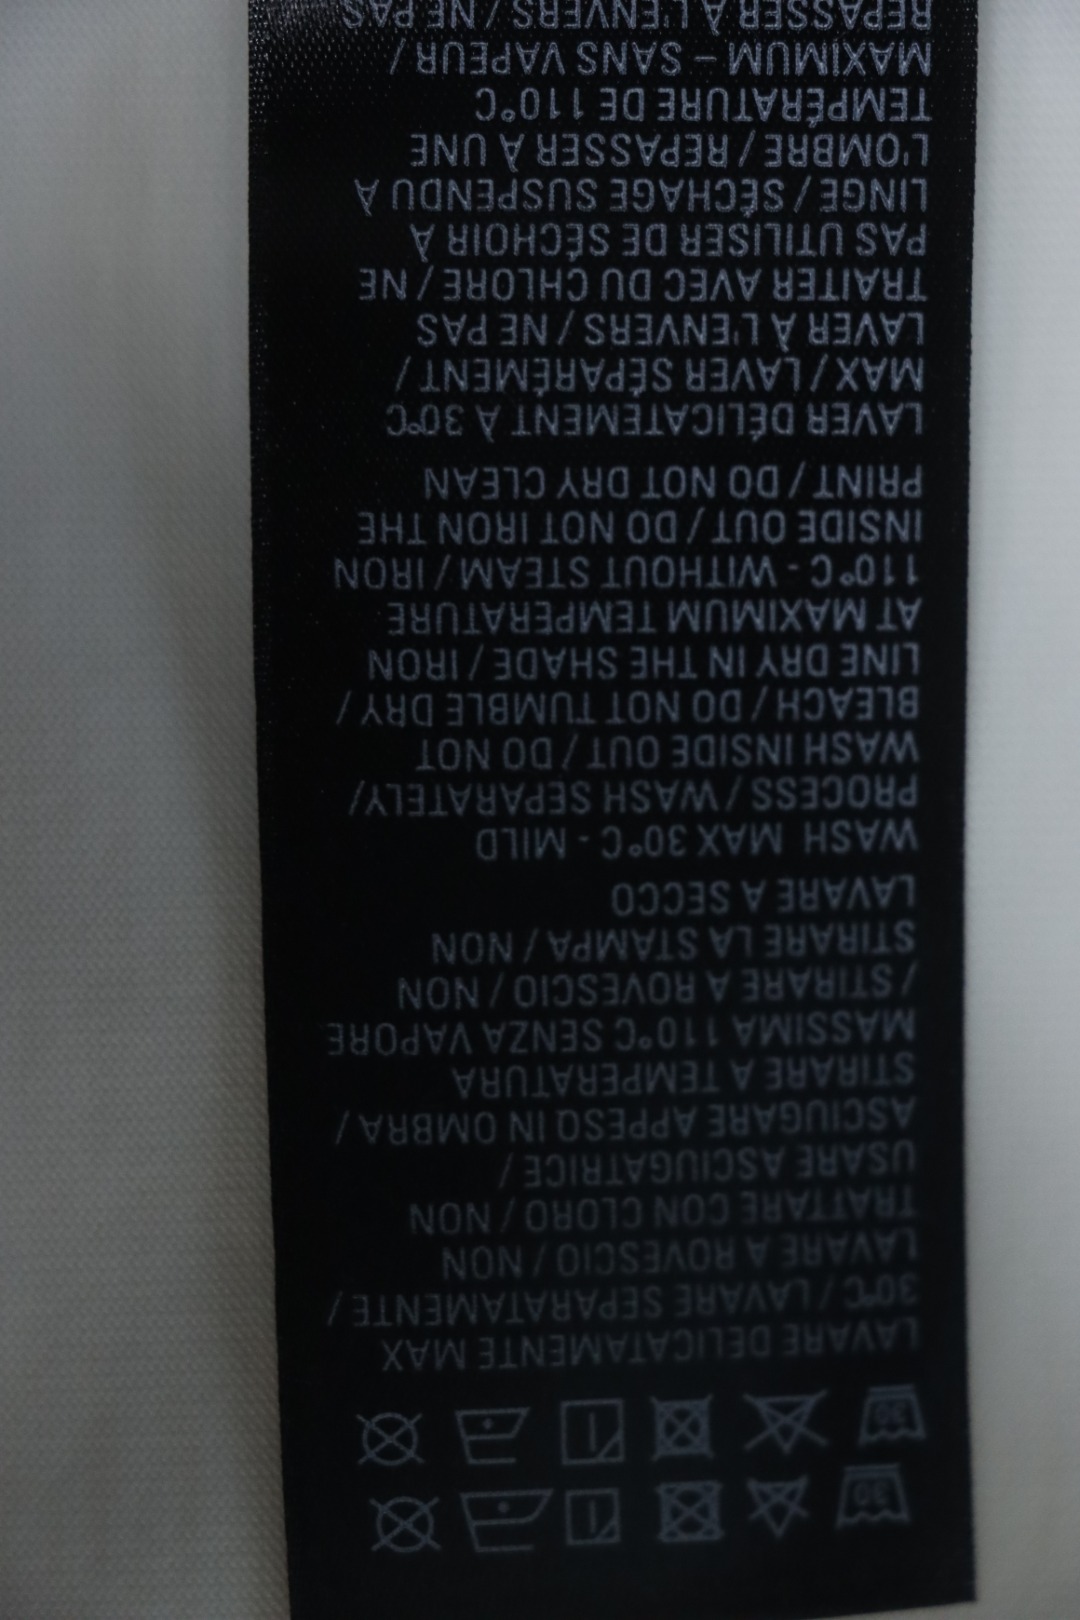 30
30
LAVARE DELICATAMENTE MAX
30°C / LAVARE SEPARATAMENTE /
LAVARE A ROVESCIO / NON
TRATTARE CON CLORO / NON
USARE ASCIUGATRICE /
ASCIUGARE APPESO IN OMBRA /
STIRARE A TEMPERATURA
MASSIMA 110°C SENZA VAPORE
/ STIRARE A ROVESCIO / NON
STIRARE LA STAMPA / NON
LAVARE A SECCO
WASH MAX 30°C - MILD
PROCESS / WASH SEPARATELY/
WASH INSIDE OUT / DO NOT
BLEACH / DO NOT TUMBLE DRY /
LINE DRY IN THE SHADE / IRON
AT MAXIMUM TEMPERATURE
110°C - WITHOUT STEAM / IRON
INSIDE OUT / DO NOT IRON THE
PRINT / DO NOT DRY CLEAN
LAVER DÉLICATEMENT À 30°C
MAX / LAVER SÉPARÉMENT /
LAVER À L'ENVERS / NE PAS
TRAITER AVEC DU CHLORE / NE
PAS UTILISER DE SÉCHOIR À
LINGE / SÉCHAGE SUSPENDU À
L'OMBRE / REPASSER À UNE
TEMPÉRATURE DE 110°C
MAXIMUM – SANS VAPEUR /
REPASSER À L'ENVERS / NE PAS